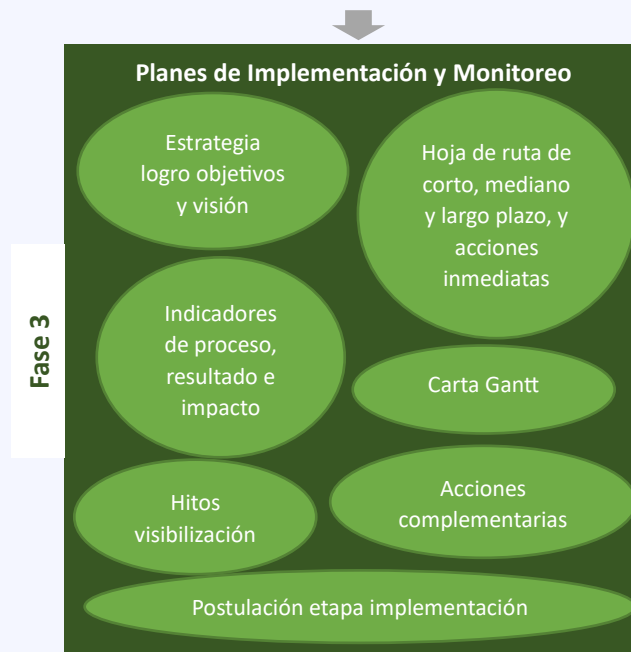 Planes de Implementación y Monitoreo
Estrategia
logro objetivos
y visión
Hoja de ruta de
corto, mediano
y largo plazo, y
acciones
inmediatas
Fase 3
Indicadores
de proceso,
resultado e
impacto
Carta Gantt
Hitos
visibilización
Acciones
complementarias
Postulación etapa implementación